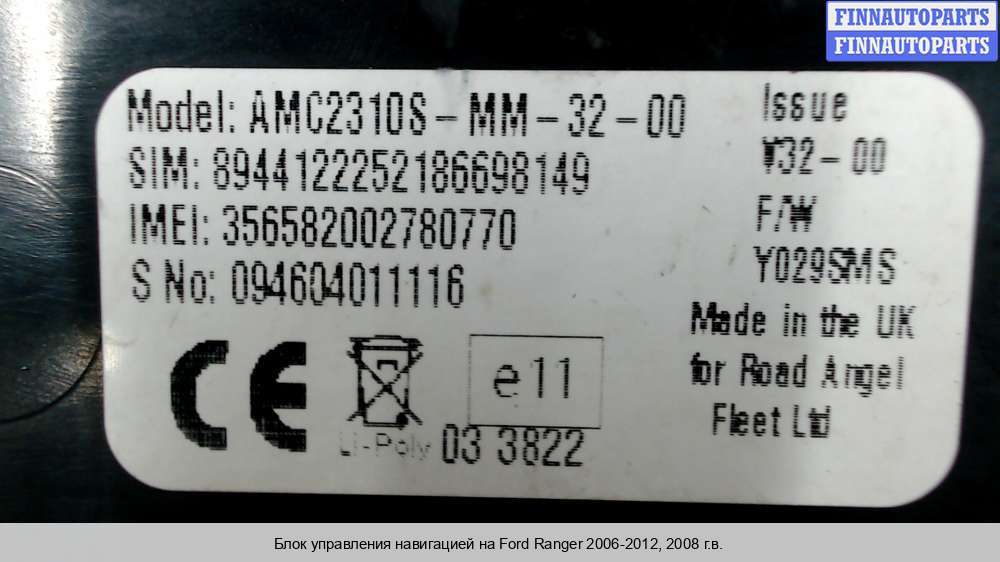 FINNAUTOPARTS
FINNAUTOPARTS
Model: AMC2310S-MM-32-00
SIM: 8944122252186698149
IMEI: 356582002780770
S No: 094604011116
Issue
V32-00
F/W
Y029SMS
Made in the UK
for Road Angel
Fleet Ltd
CE
Li-Poly
e11
03 3822
Блок управления навигацией на Ford Ranger 2006-2012, 2008 г.в.